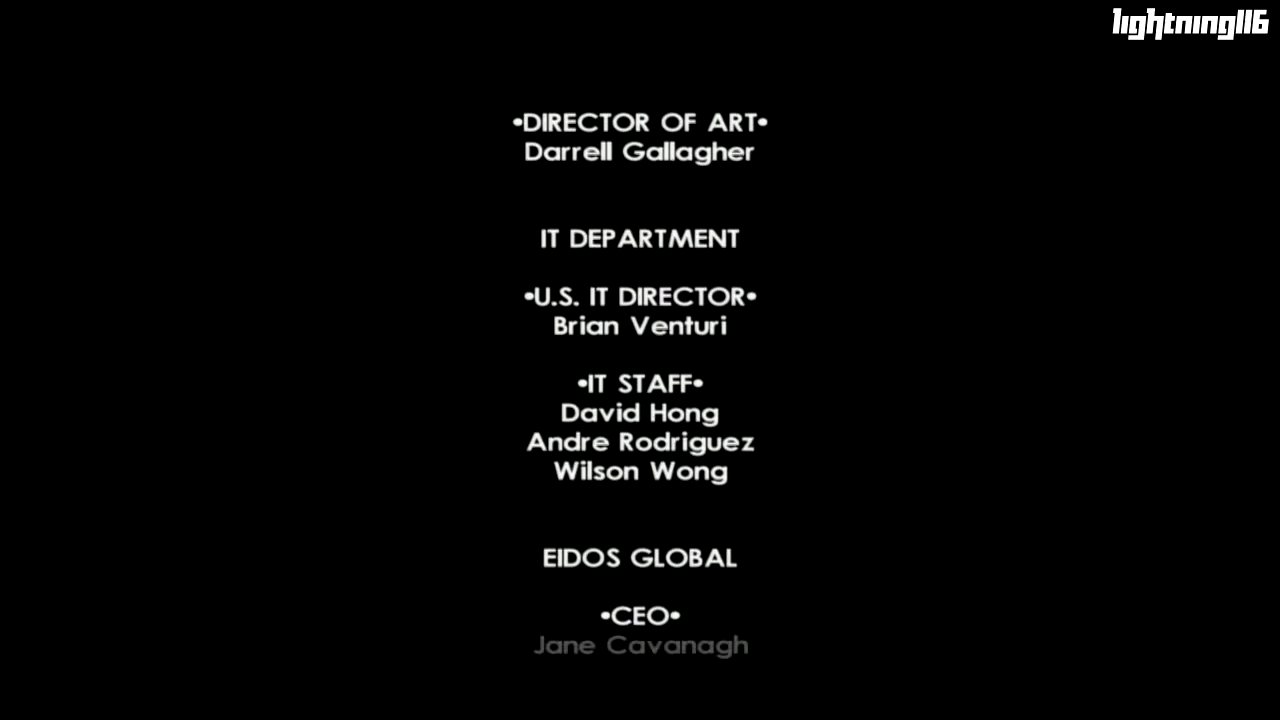 lightning116
•DIRECTOR OF ART•
Darrell Gallagher
IT DEPARTMENT
•U.S. IT DIRECTOR•
Brian Venturi
•IT STAFF•
David Hong
Andre Rodriguez
Wilson Wong
EIDOS GLOBAL
•CEO•
Jane Cavanagh